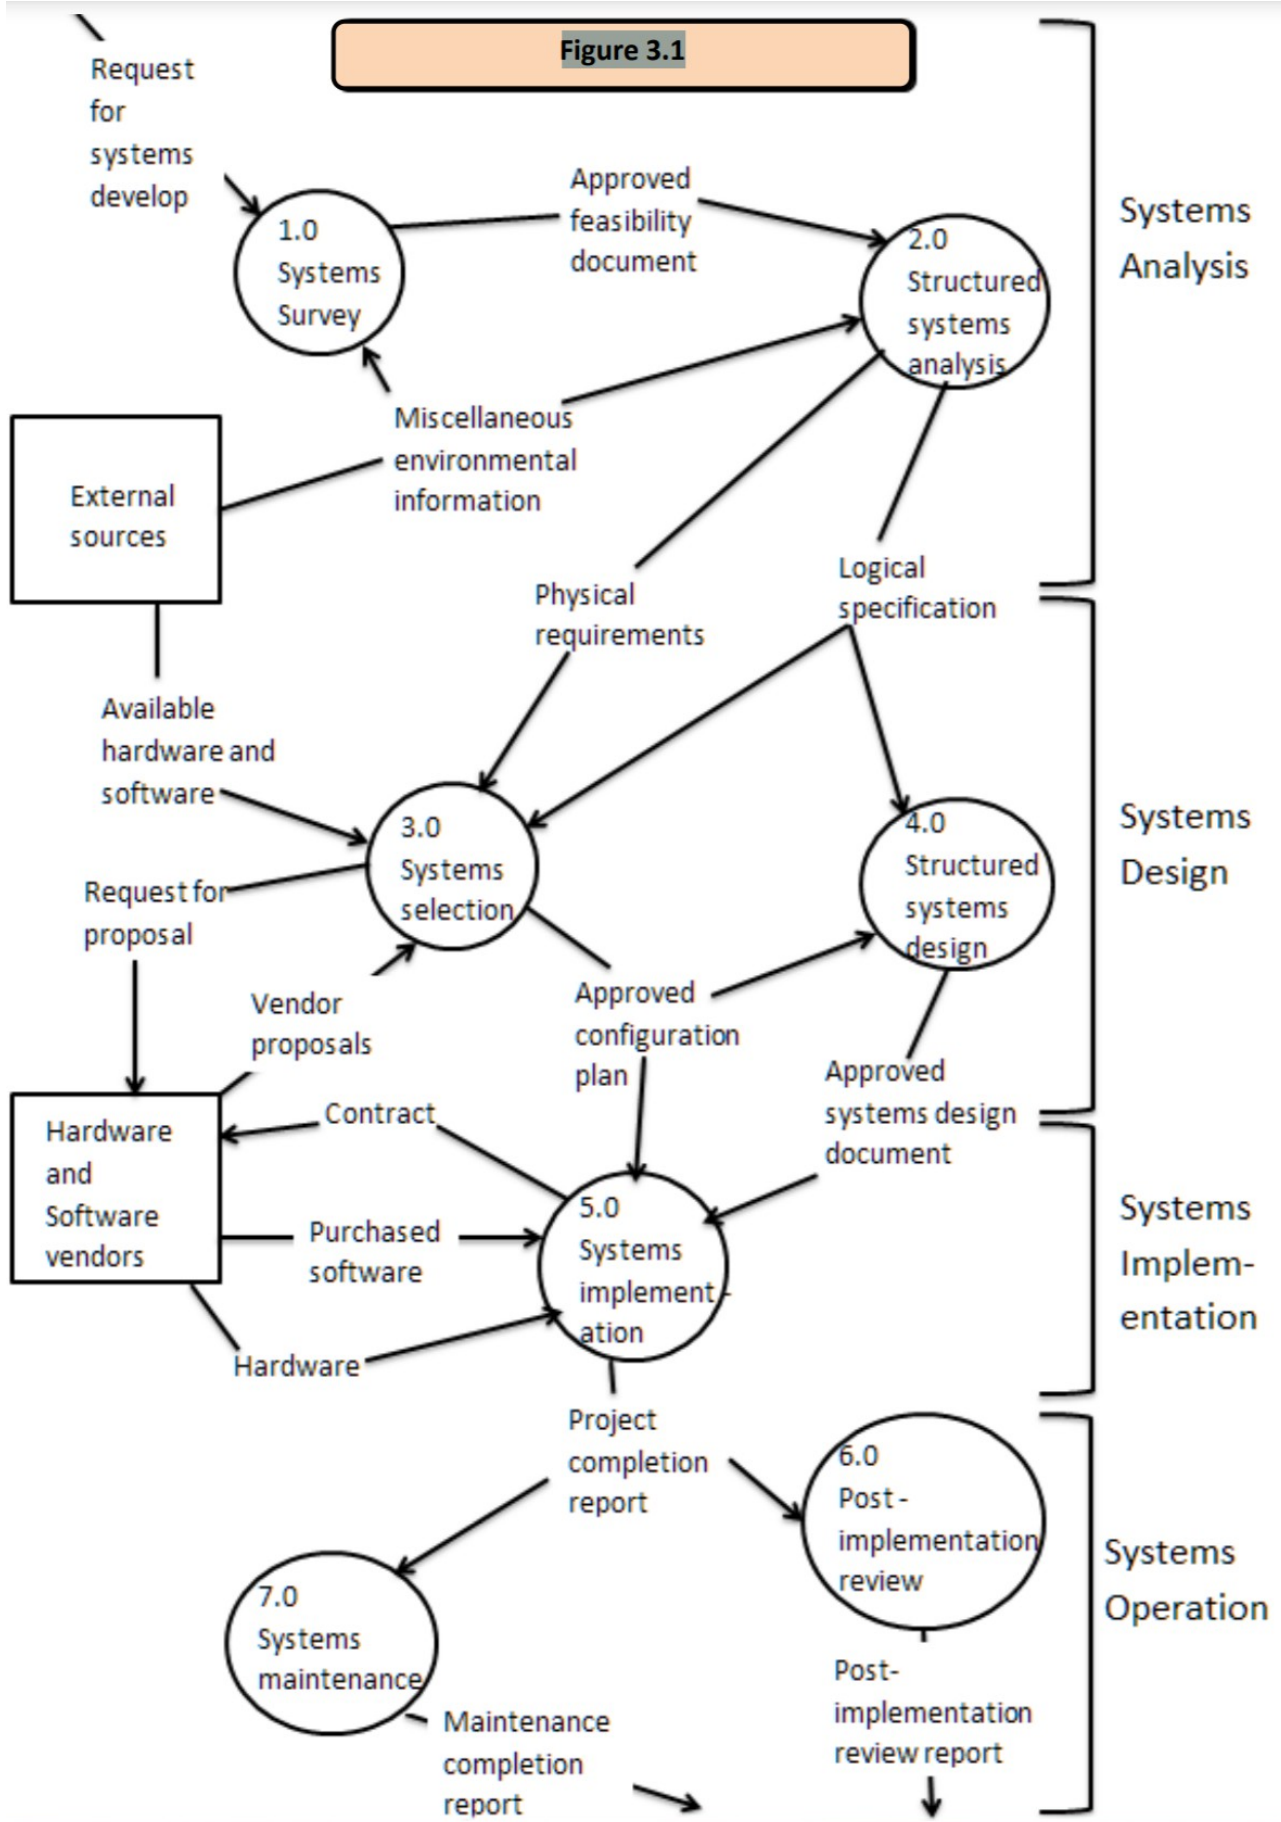 Figure 3.1
Request
for
systems
develop
1.0
Systems
Survey
Approved
feasibility
document
2.0
Structured
systems
analysis
Systems
Analysis
Miscellaneous
environmental
information
External
sources
Physical
requirements
Logical
specification
Available
hardware and
software
3.0
Systems
selection
4.0
Structured
systems
design
Systems
Design
Request for
proposal
Vendor
proposals
Approved
configuration
plan
Approved
systems design
document
Hardware
and
Software
vendors
Contract
Purchased
software
Hardware
5.0
Systems
implement-
ation
Systems
Implem-
entation
Project
completion
report
6.0
Post-
implementation
review
Systems
Operation
7.0
Systems
maintenance
Post-
implementation
review report
Maintenance
completion
report